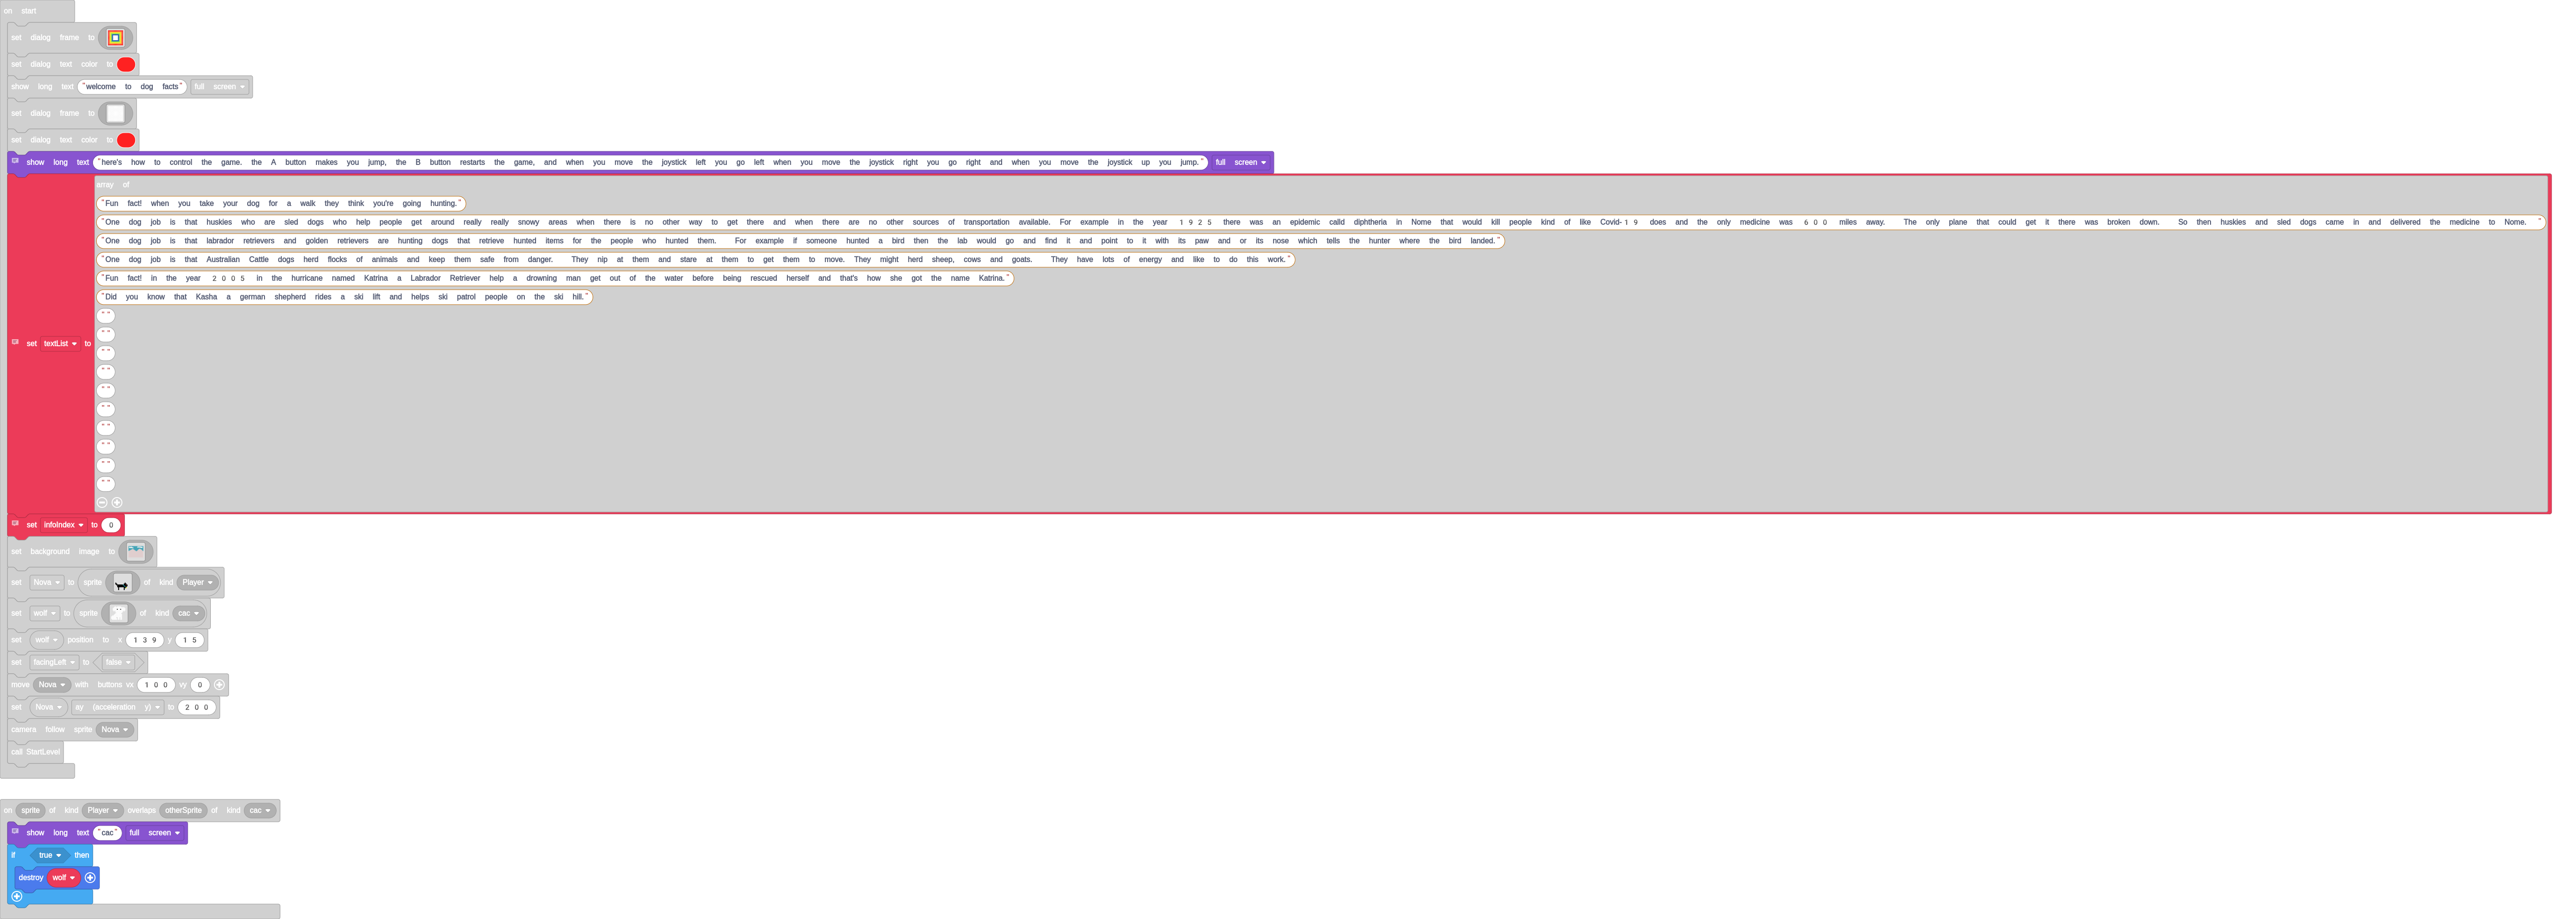 on start
set dialog frame to
set dialog text color to
show long text "welcome to dog facts" full screen
set dialog frame to
set dialog text color to
show long text "here's how to control the game. the A button makes you jump, the B button restarts the game, and when you move the joystick left you go left when you move the joystick right you go right and when you move the joystick up you jump." full screen
array of
"Fun fact! when you take your dog for a walk they think you're going hunting."
"One dog job is that huskies who are sled dogs who help people get around really really snowy areas when there is no other way to get there and when there are no other sources of transportation available. For example in the year 1925 there was an epidemic calld diphtheria in Nome that would kill people kind of like Covid-19 does and the only medicine was 600 miles away. The only plane that could get it there was broken down. So then huskies and sled dogs came in and delivered the medicine to Nome. "
"One dog job is that labrador retrievers and golden retrievers are hunting dogs that retrieve hunted items for the people who hunted them. For example if someone hunted a bird then the lab would go and find it and point to it with its paw and or its nose which tells the hunter where the bird landed."
"One dog job is that Australian Cattle dogs herd flocks of animals and keep them safe from danger. They nip at them and stare at them to get them to move. They might herd sheep, cows and goats. They have lots of energy and like to do this work."
"Fun fact! in the year 2005 in the hurricane named Katrina a Labrador Retriever help a drowning man get out of the water before being rescued herself and that's how she got the name Katrina."
"Did you know that Kasha a german shepherd rides a ski lift and helps ski patrol people on the ski hill."
" "
" "
" "
set textList to
" "
" "
" "
" "
" "
" "
" "
set infoIndex to 0
set background image to
set Nova to sprite of kind Player
set wolf to sprite of kind cac
set wolf position to x 139 y 15
set facingLeft to false
move Nova with buttons vx 100 vy 0
set Nova ay (acceleration y) to 200
camera follow sprite Nova
call StartLevel
on sprite of kind Player overlaps otherSprite of kind cac
show long text "cac" full screen
if true then
destroy wolf